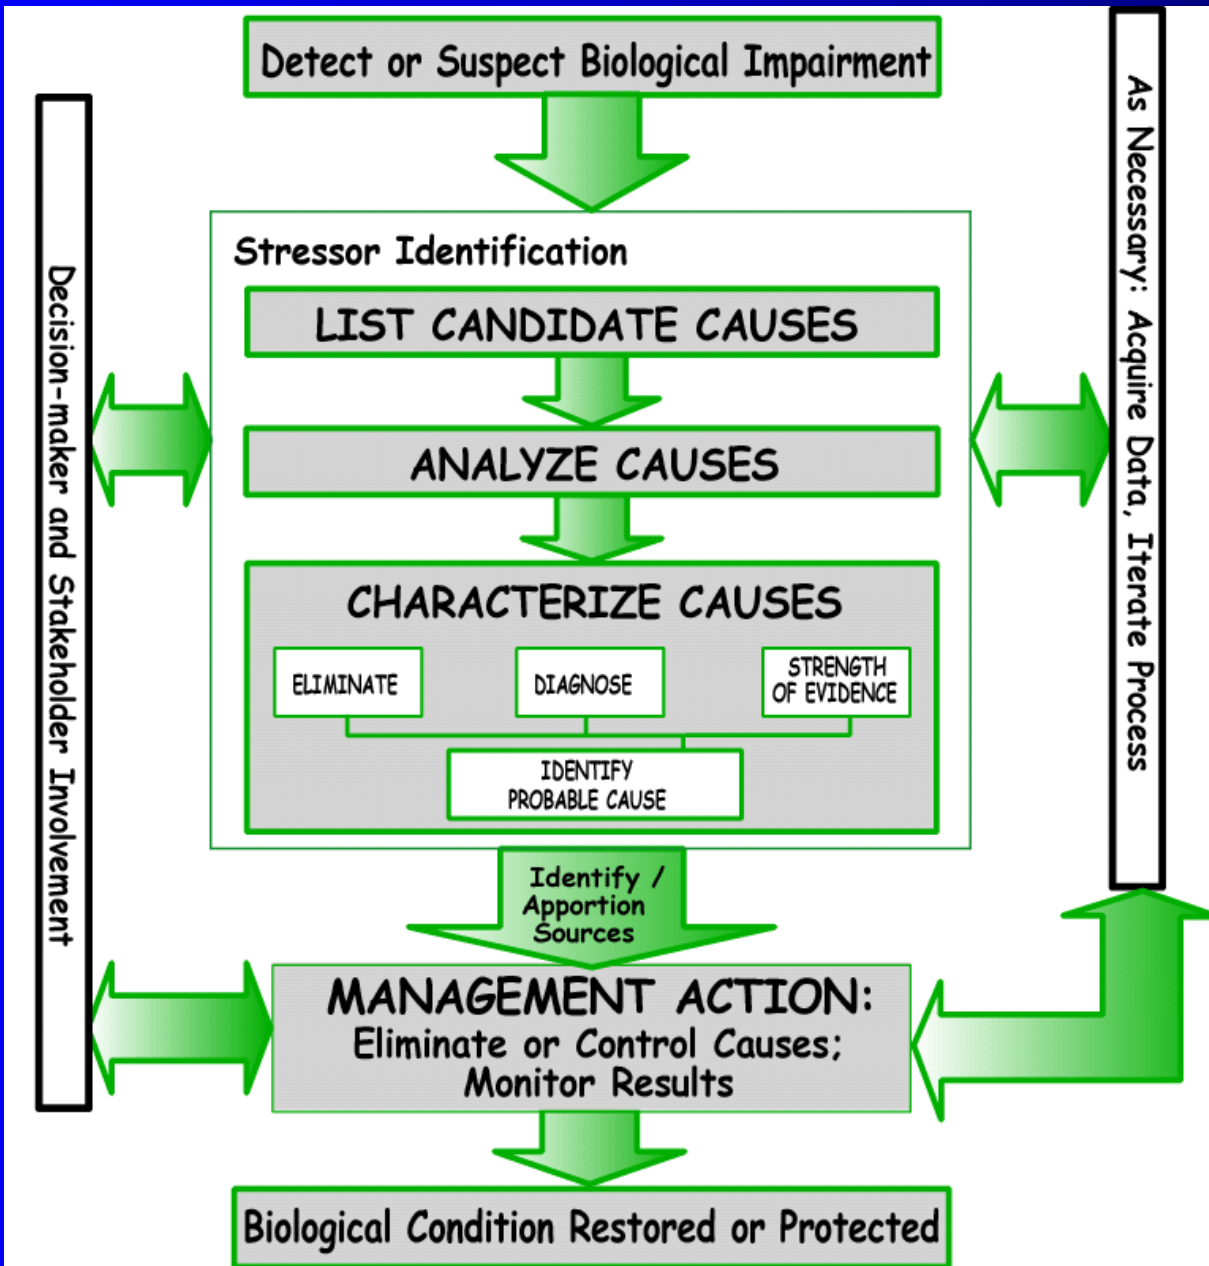 Detect or Suspect Biological Impairment
Decision-maker and Stakeholder Involvement
As Necessary: Acquire Data, Iterate Process
Stressor Identification
LIST CANDIDATE CAUSES
ANALYZE CAUSES
CHARACTERIZE CAUSES
ELIMINATE
DIAGNOSE
STRENGTH
OF EVIDENCE
IDENTIFY
PROBABLE CAUSE
Identify /
Apportion
Sources
MANAGEMENT ACTION:
Eliminate or Control Causes;
Monitor Results
Biological Condition Restored or Protected